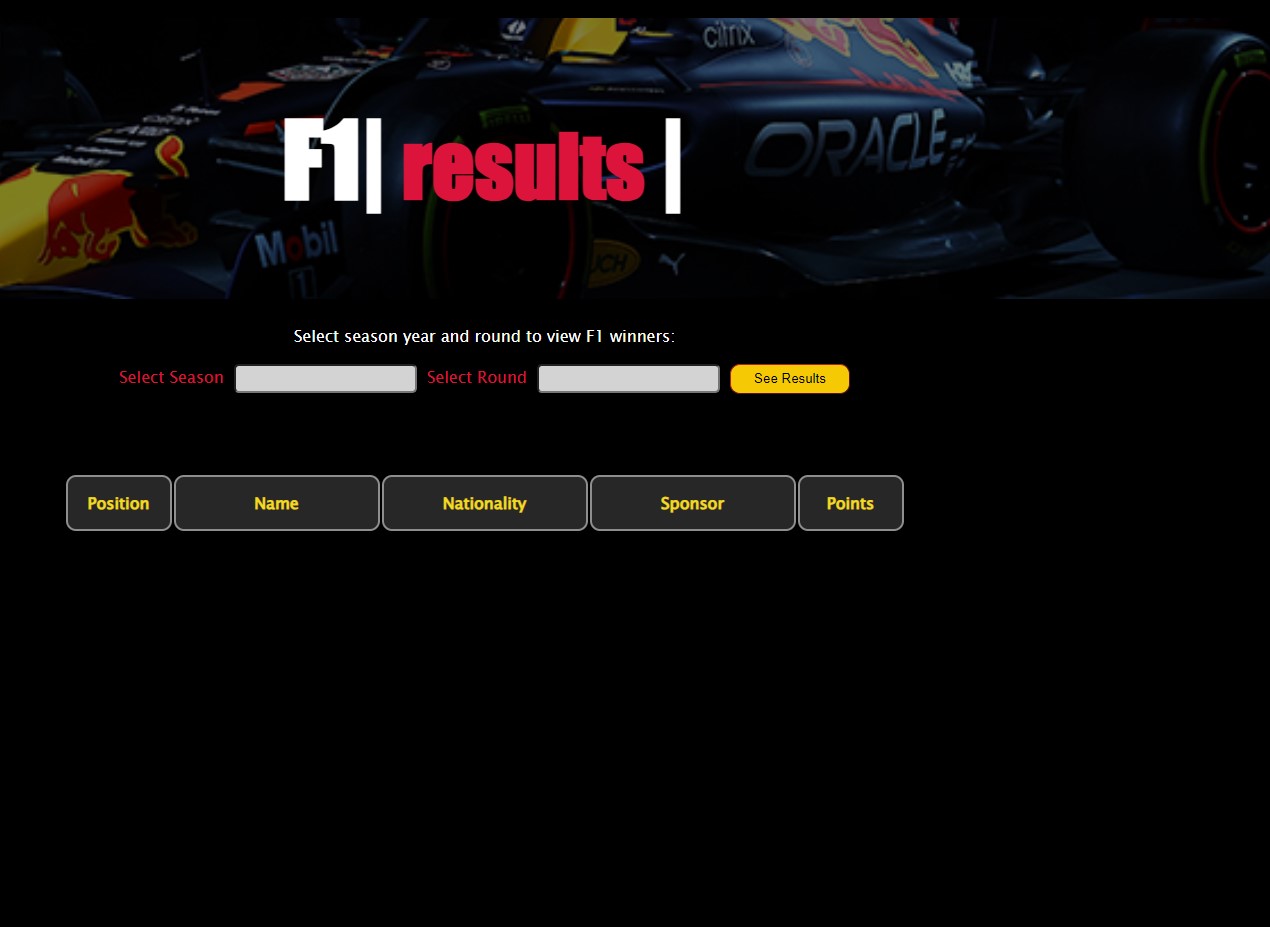 citrix
ORACLE
F1| results |
Mobil
1
Select season year and round to view F1 winners:
Select Season Select Round See Results
Position Name Nationality Sponsor Points